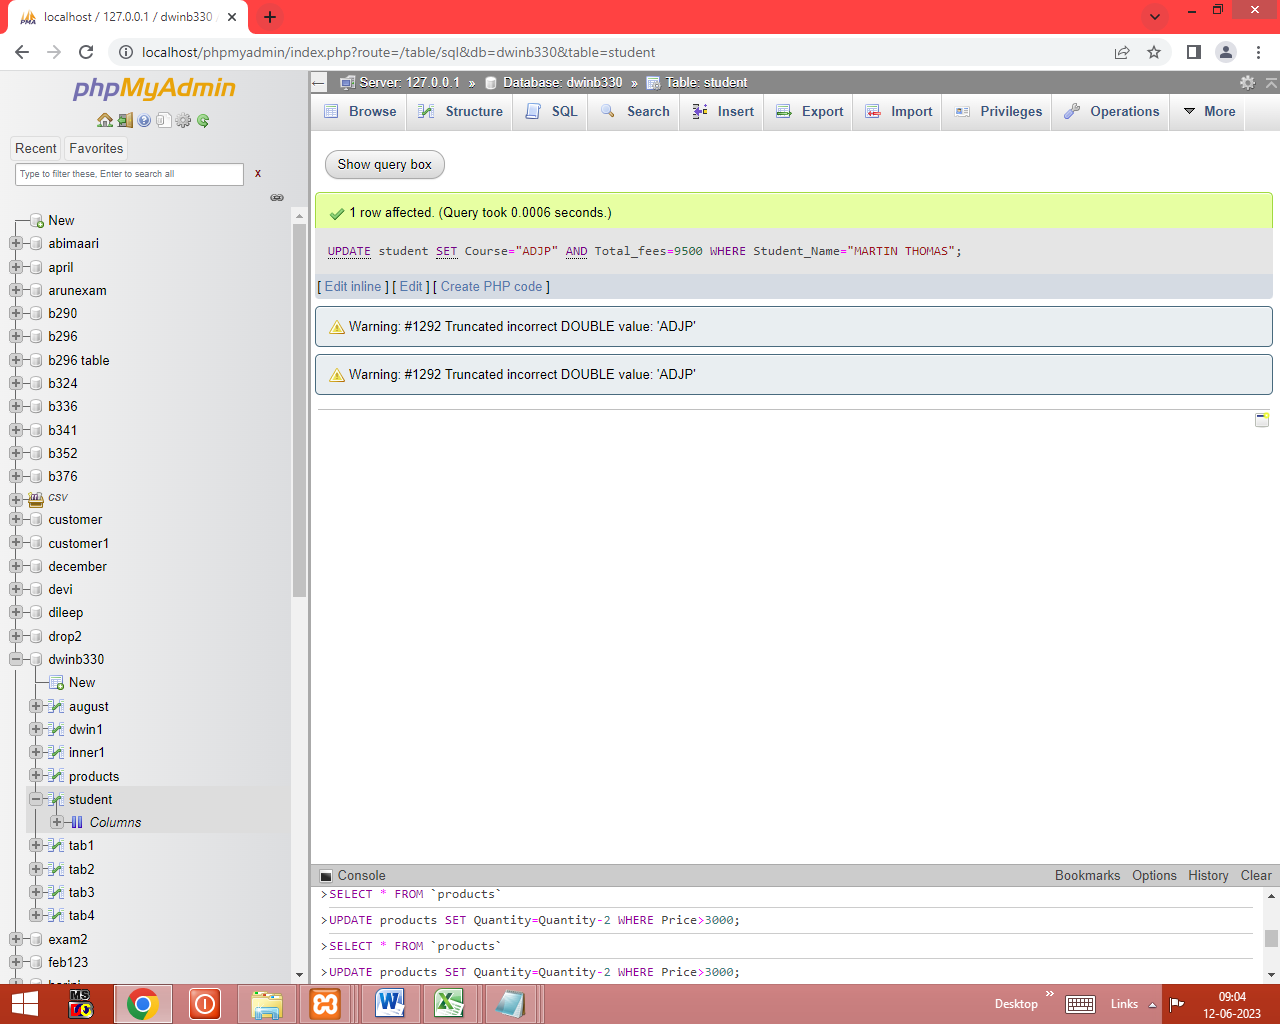 localhost / 127.0.0.1 / dwinb330
localhost/phpmyadmin/index.php?route=/table/sql&db=dwinb330&table=student
phpMyAdmin
Recent
Favorites
Type to filter these, Enter to search all
X
New
abimaari
april
arunexam
b290
b296
b296 table
b324
b336
b341
b352
b376
csv
customer
customer1
december
devi
dileep
drop2
dwinb330
New
august
dwin1
inner1
products
student
Columns
tab1
tab2
tab3
tab4
exam2
feb123
Server: 127.0.0.1 » Database: dwinb330 » Table: student
Browse Structure SQL Search Insert Export Import Privileges Operations More
Show query box
1 row affected. (Query took 0.0006 seconds.)
UPDATE student SET Course="ADJP" AND Total_fees=9500 WHERE Student_Name="MARTIN THOMAS";
[ Edit inline ] [ Edit ] [ Create PHP code ]
Warning: #1292 Truncated incorrect DOUBLE value: 'ADJP'
Warning: #1292 Truncated incorrect DOUBLE value: 'ADJP'
Console
Bookmarks Options History Clear
>SELECT * FROM `products`
>UPDATE products SET Quantity=Quantity-2 WHERE Price>3000;
>SELECT * FROM `products`
>UPDATE products SET Quantity=Quantity-2 WHERE Price>3000;
Desktop » Links
09:04
12-06-2023